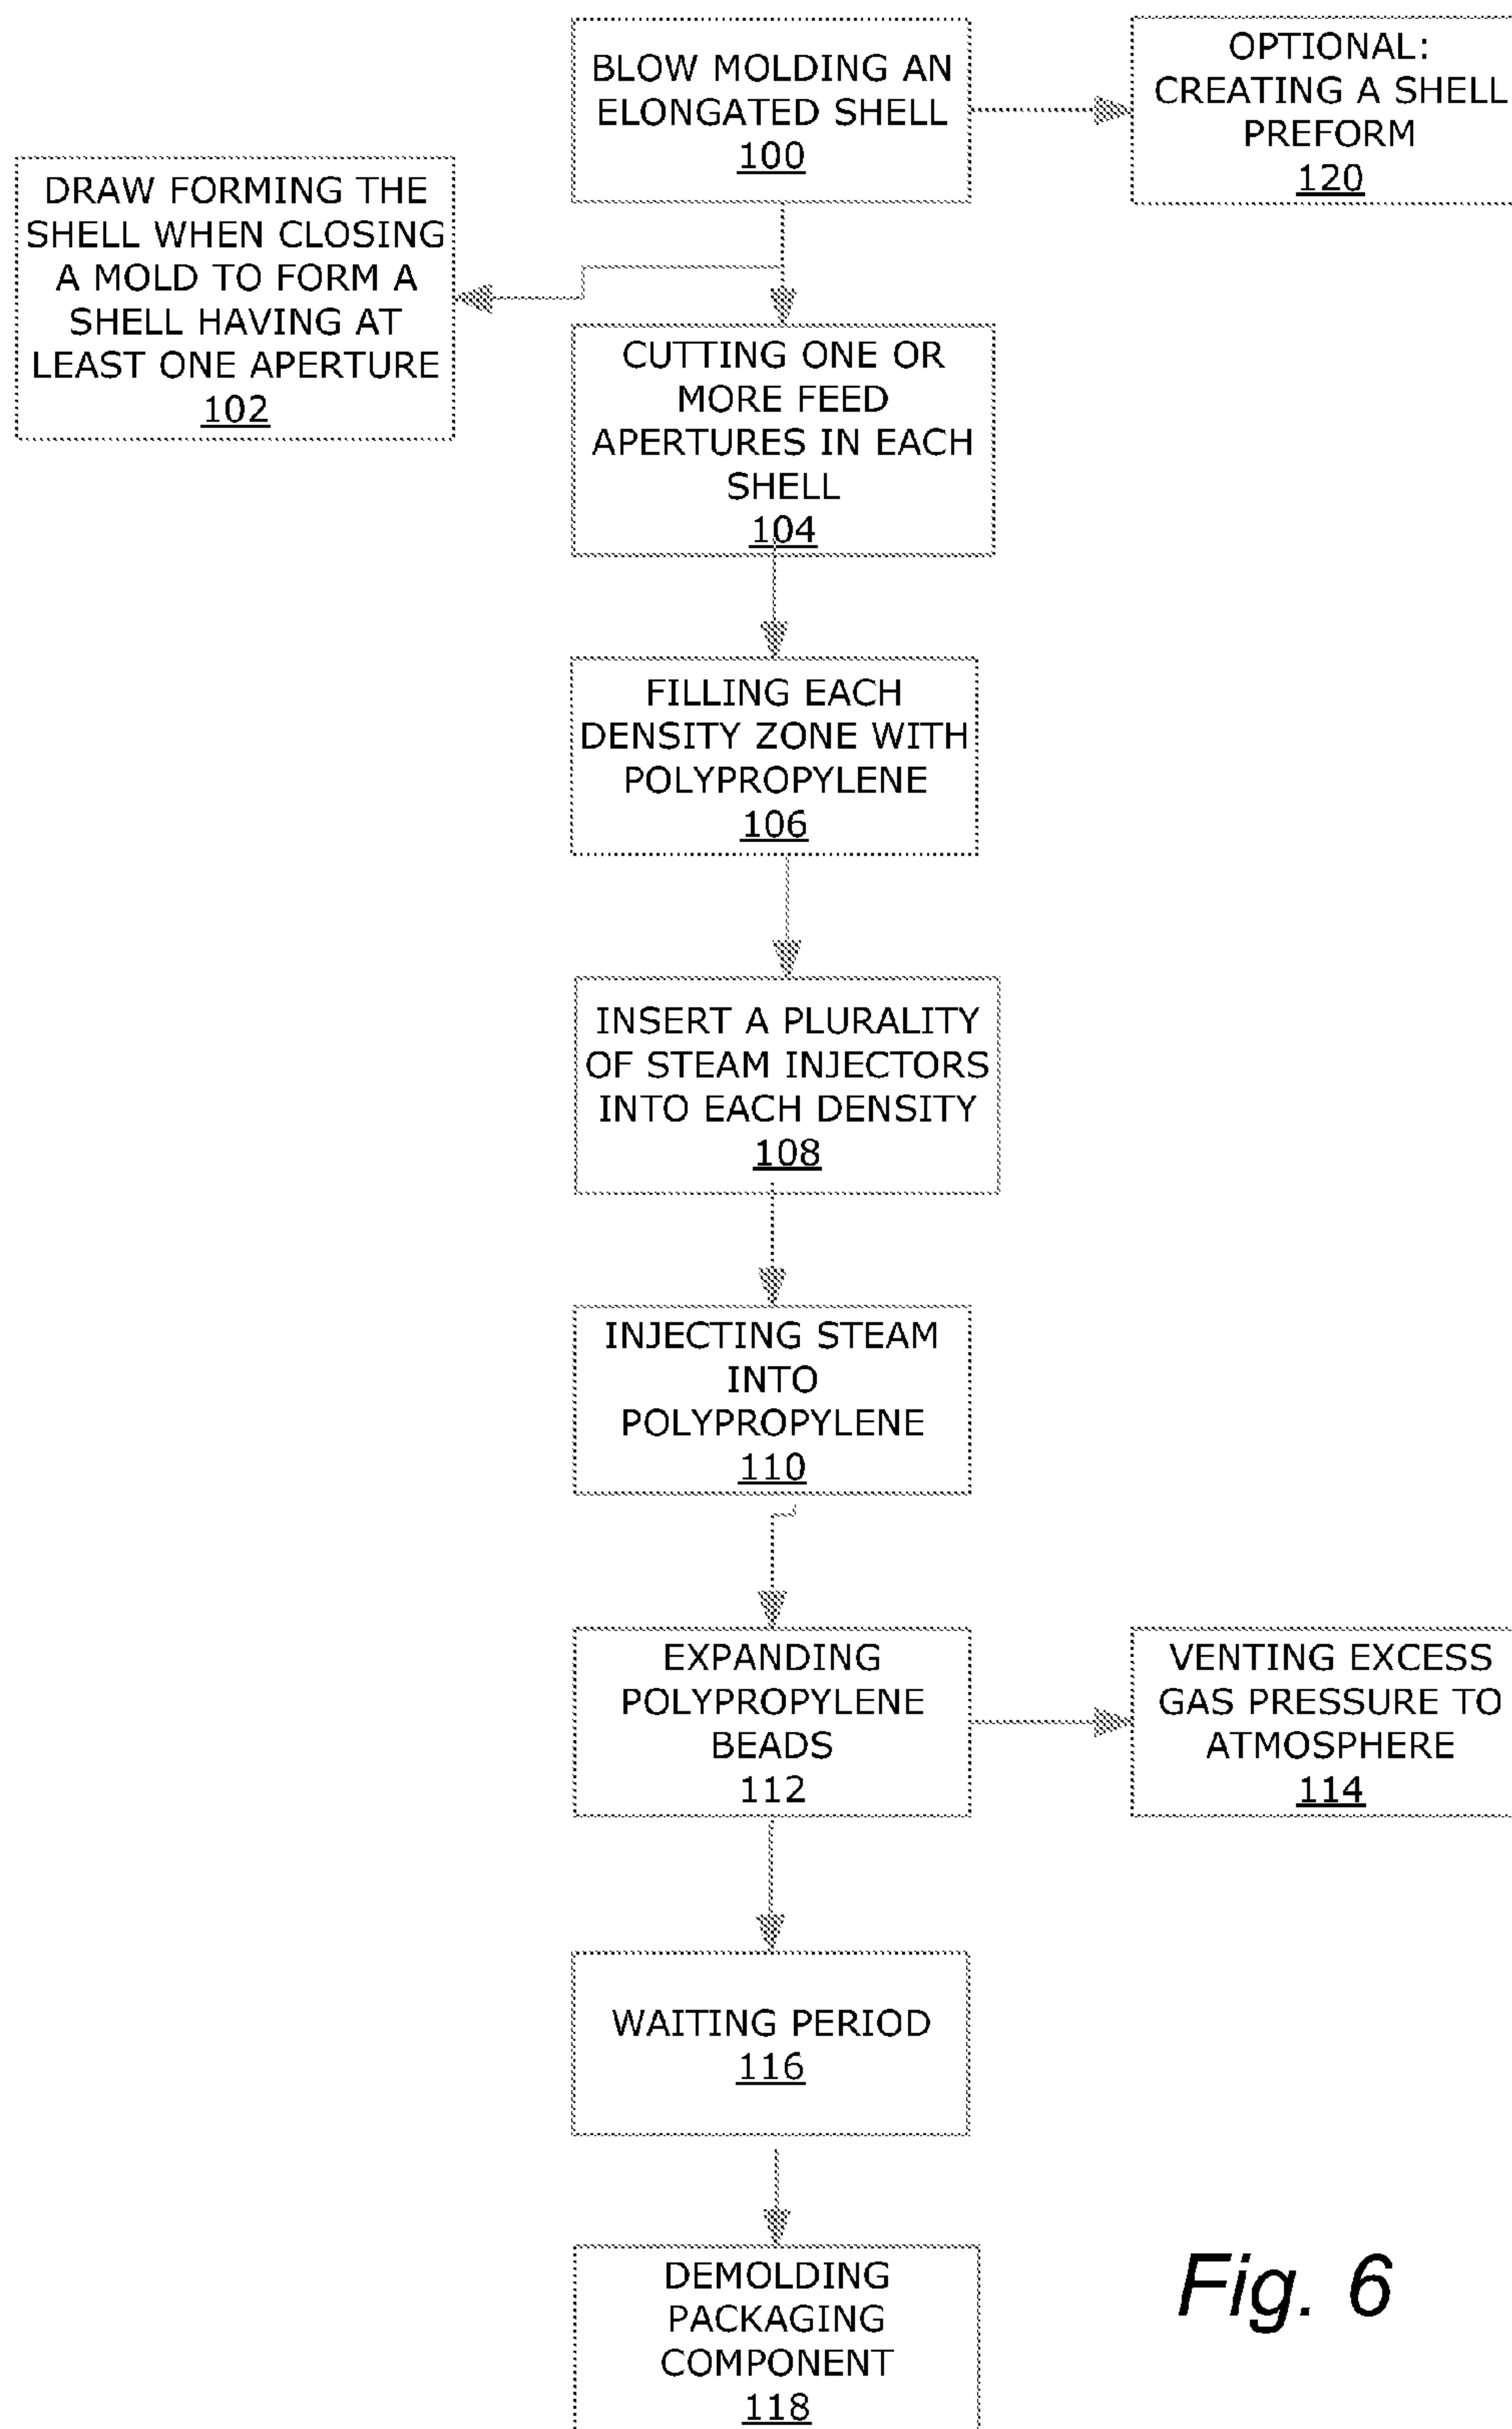 BLOW MOLDING AN
ELONGATED SHELL
100
OPTIONAL:
CREATING A SHELL
PREFORM
120
DRAW FORMING THE
SHELL WHEN CLOSING
A MOLD TO FORM A
SHELL HAVING AT
LEAST ONE APERTURE
102
CUTTING ONE OR
MORE FEED
APERTURES IN EACH
SHELL
104
FILLING EACH
DENSITY ZONE WITH
POLYPROPYLENE
106
INSERT A PLURALITY
OF STEAM INJECTORS
INTO EACH DENSITY
108
INJECTING STEAM
INTO
POLYPROPYLENE
110
EXPANDING
POLYPROPYLENE
BEADS
112
VENTING EXCESS
GAS PRESSURE TO
ATMOSPHERE
114
WAITING PERIOD
116
DEMOLDING
PACKAGING
COMPONENT
118
Fig. 6